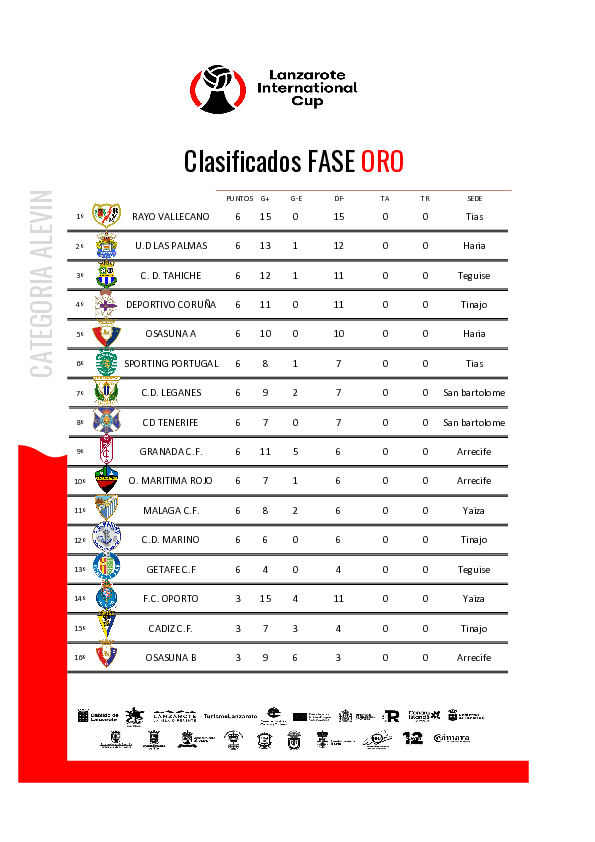 Lanzarote
International
Cup
Clasificados FASE ORO
CATEGORIA ALEVIN
PUNTOS G+ G-E DF- TA TR SEDE
1º RAYO VALLECANO 6 15 0 15 0 0 Tias
2º U.D LAS PALMAS 6 13 1 12 0 0 Haria
3º C. D. TAHICHE 6 12 1 11 0 0 Teguise
4º DEPORTIVO CORUÑA 6 11 0 11 0 0 Tinajo
5º OSASUNA A 6 10 0 10 0 0 Haria
6º SPORTING PORTUGAL 6 8 1 7 0 0 Tias
7º C.D. LEGANES 6 9 2 7 0 0 San bartolome
8º CD TENERIFE 6 7 0 7 0 0 San bartolome
9º GRANADA C.F. 6 11 5 6 0 0 Arrecife
10º O. MARITIMA ROJO 6 7 1 6 0 0 Arrecife
11º MALAGA C.F. 6 8 2 6 0 0 Yaiza
12º C.D. MARINO 6 6 0 6 0 0 Tinajo
13º GETAFE C.F 6 4 0 4 0 0 Teguise
14º F.C. OPORTO 3 15 4 11 0 0 Yaiza
15º CADIZ C.F. 3 7 3 4 0 0 Tinajo
16º OSASUNA B 3 9 6 3 0 0 Arrecife
Cabildo de
Lanzarote
LANZAROTE
TurismoLanzarote
R
Canary
Islands
12
Cámara